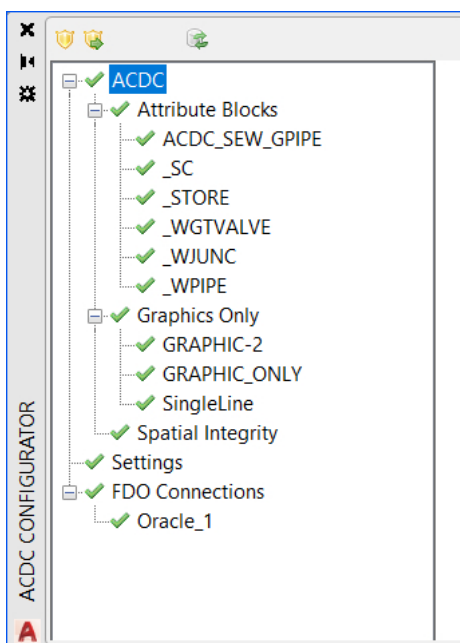 ACDC
Attribute Blocks
ACDC_SEW_GPIPE
_SC
_STORE
_WGTVALVE
_WJUNC
_WPIPE
Graphics Only
GRAPHIC-2
GRAPHIC_ONLY
SingleLine
Spatial Integrity
Settings
FDO Connections
Oracle_1
ACDC CONFIGURATOR
A